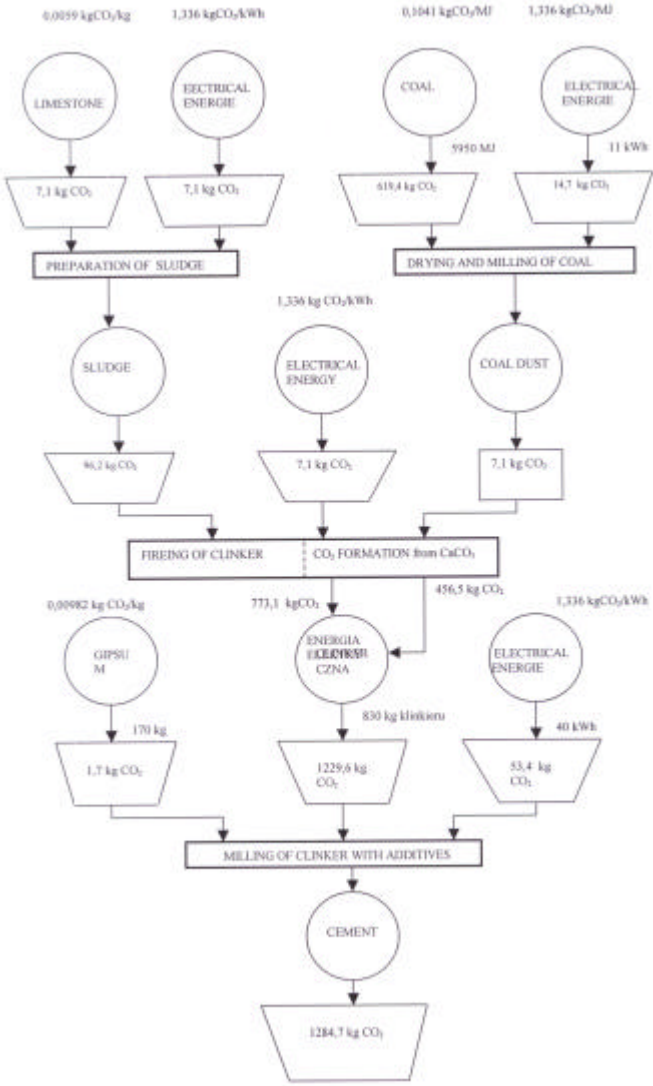 0,0059 kgCO₂/kg
1,336 kgCO₂/kWh
0,1041 kgCO₂/MJ
1,336 kgCO₂/MJ
LIMESTONE
EECTRICAL
ENERGIE
COAL
ELECTRICAL
ENERGIE
5950 MJ
11 kWh
7,1 kg CO₂
7,1 kg CO₂
619,4 kg CO₂
14,7 kg CO₂
PREPARATION OF SLUDGE
DRYING AND MILLING OF COAL
1,336 kg CO₂/kWh
SLUDGE
ELECTRICAL
ENERGY
COAL DUST
96,2 kg CO₂
7,1 kg CO₂
7,1 kg CO₂
FIREING OF CLINKER
CO₂ FORMATION from CaCO₃
773,1 kgCO₂
456,5 kg CO₂
0,00982 kg CO₂/kg
1,336 kgCO₂/kWh
GIPSU
M
ENERGIA
CZNA
ELECTRICAL
ENERGIE
170 kg
830 kg klinkieru
40 kWh
1,7 kg CO₂
1229,6 kg
CO₂
53,4 kg
CO₂
MILLING OF CLINKER WITH ADDITIVES
CEMENT
1284,7 kg CO₂